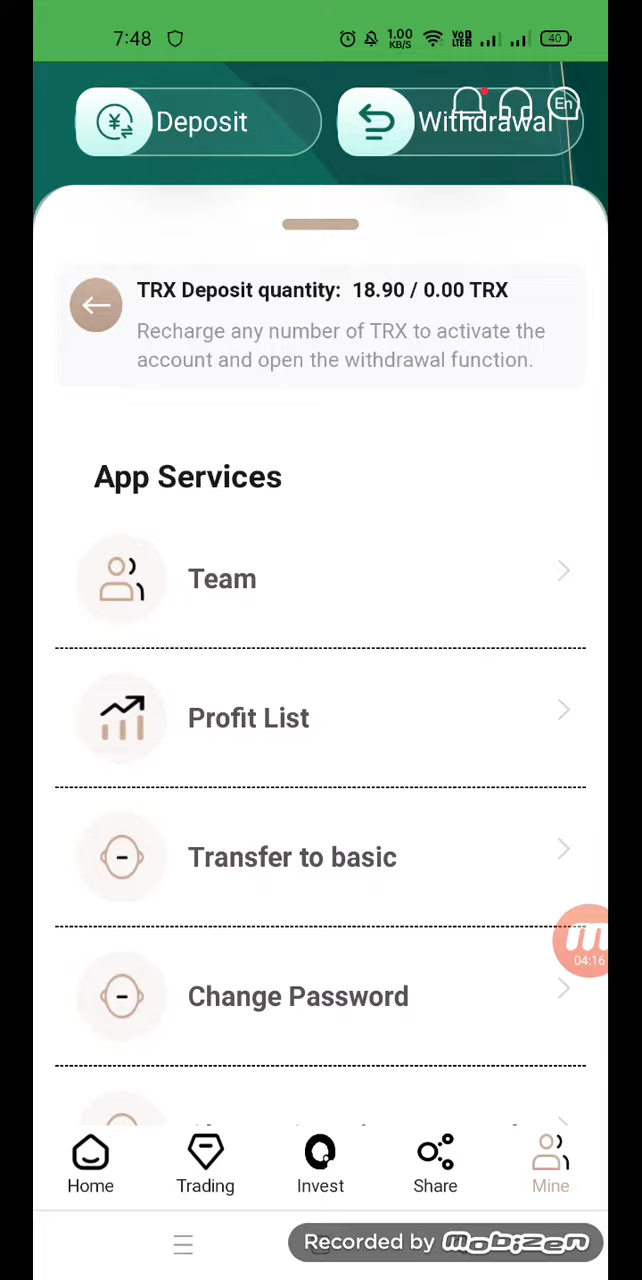 7:48
1.00
KB/S
VoD
LTE2
40
Deposit
Withdrawal
En
TRX Deposit quantity: 18.90 / 0.00 TRX
Recharge any number of TRX to activate the
account and open the withdrawal function.
App Services
Team
Profit List
Transfer to basic
04:16
Change Password
Home
Trading
Invest
Share
Mine
Recorded by mobizen